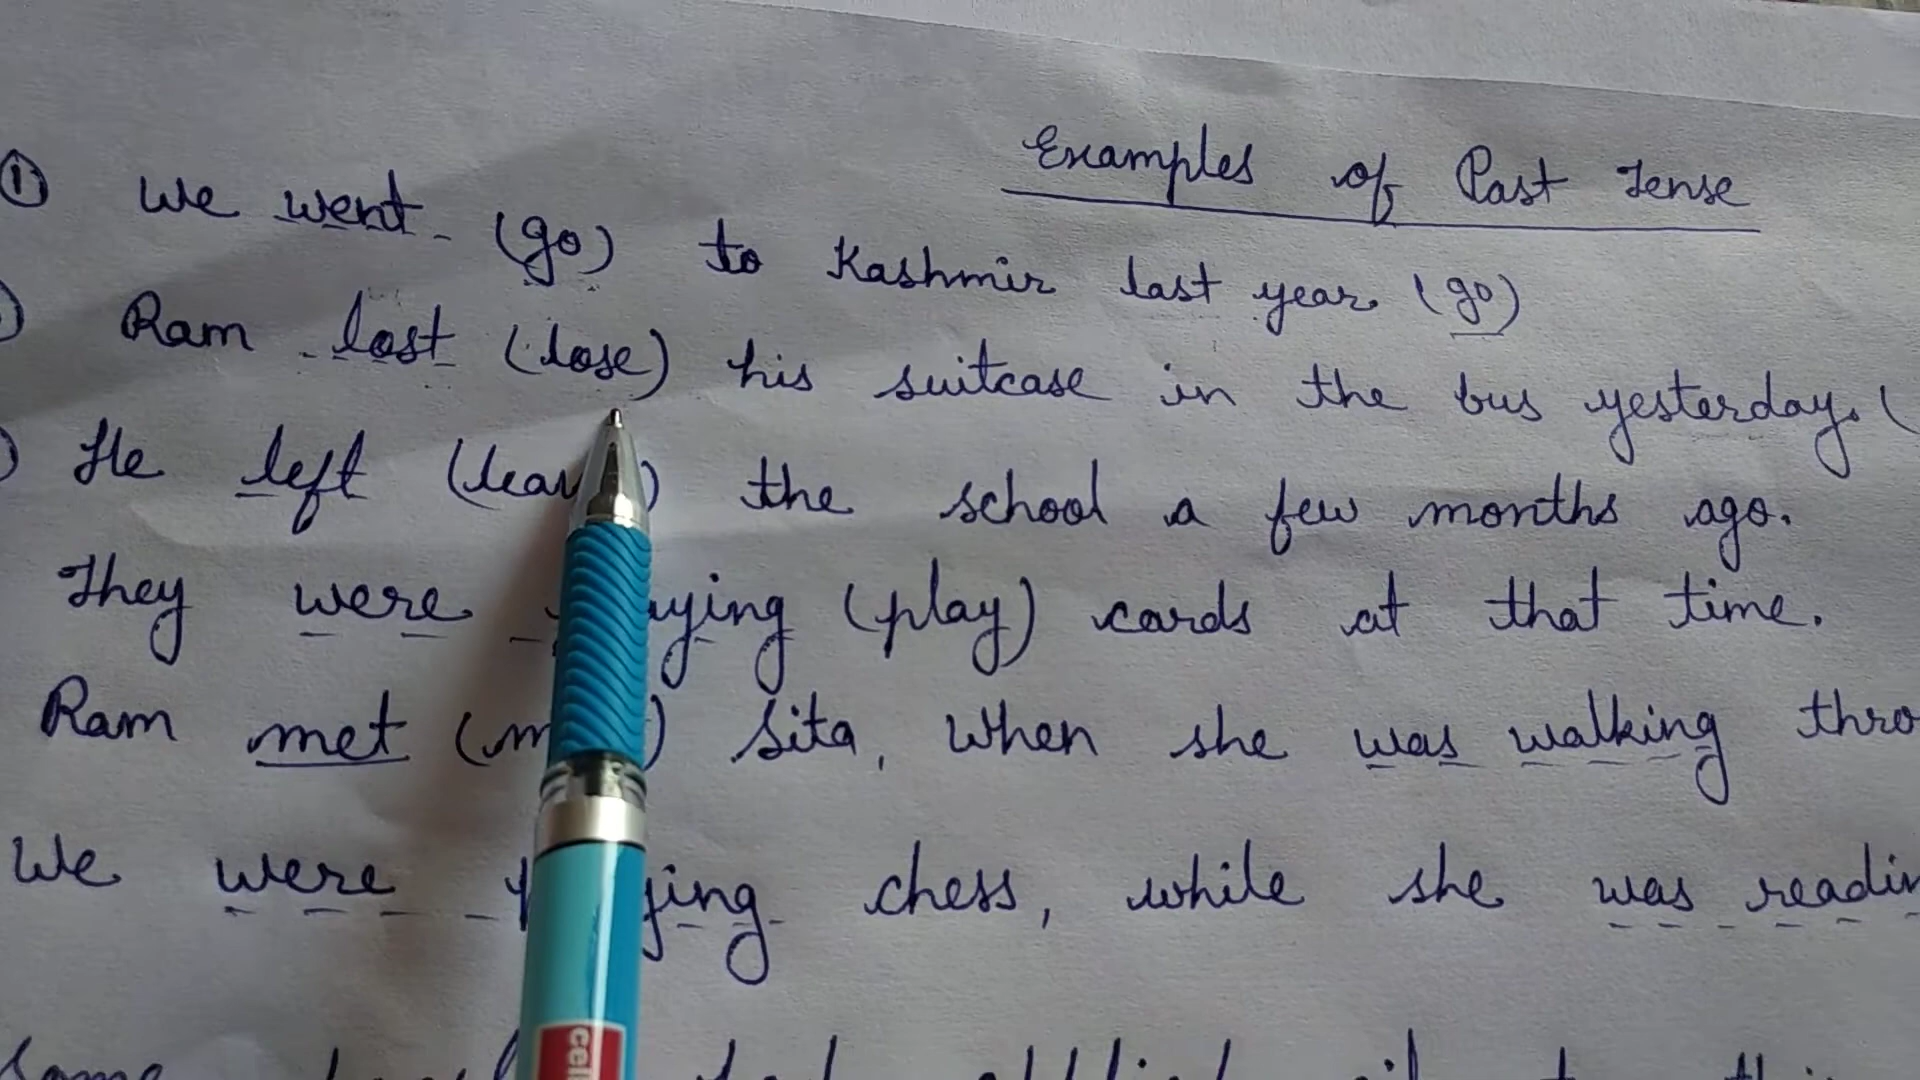 Examples of Past Tense
① We went (go) to Kashmir last year. (go)
Ram lost (lose) his suitcase in the bus yesterday. (
He left the school a few months ago.
They were (play) cards at that time.
Ram met Sita, when she was walking
We were chess, while she was
cell